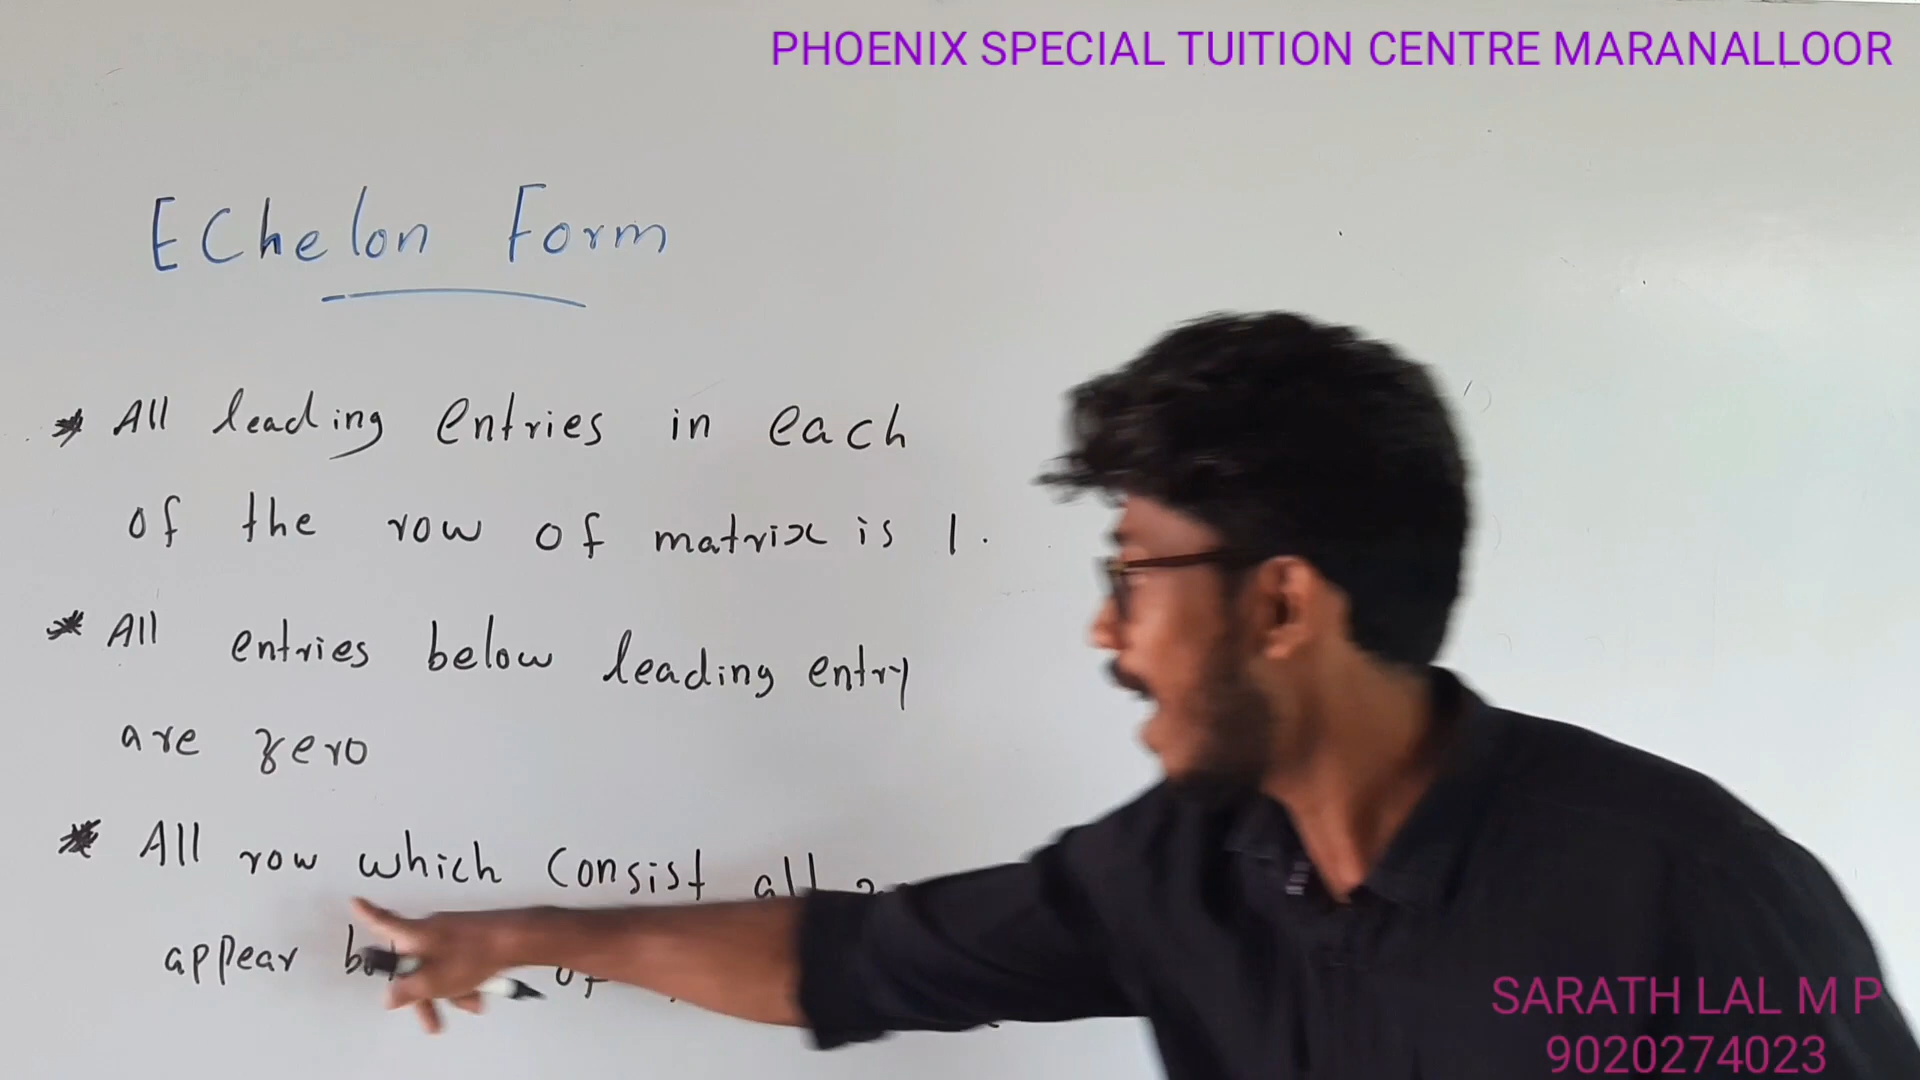 PHOENIX SPECIAL TUITION CENTRE MARANALLOOR
EChelon Form
* All leading entries in each
of the row of matrix is 1.
* All entries below leading entry
are zero
* All row which consist all
appear of
SARATH LAL M P
9020274023